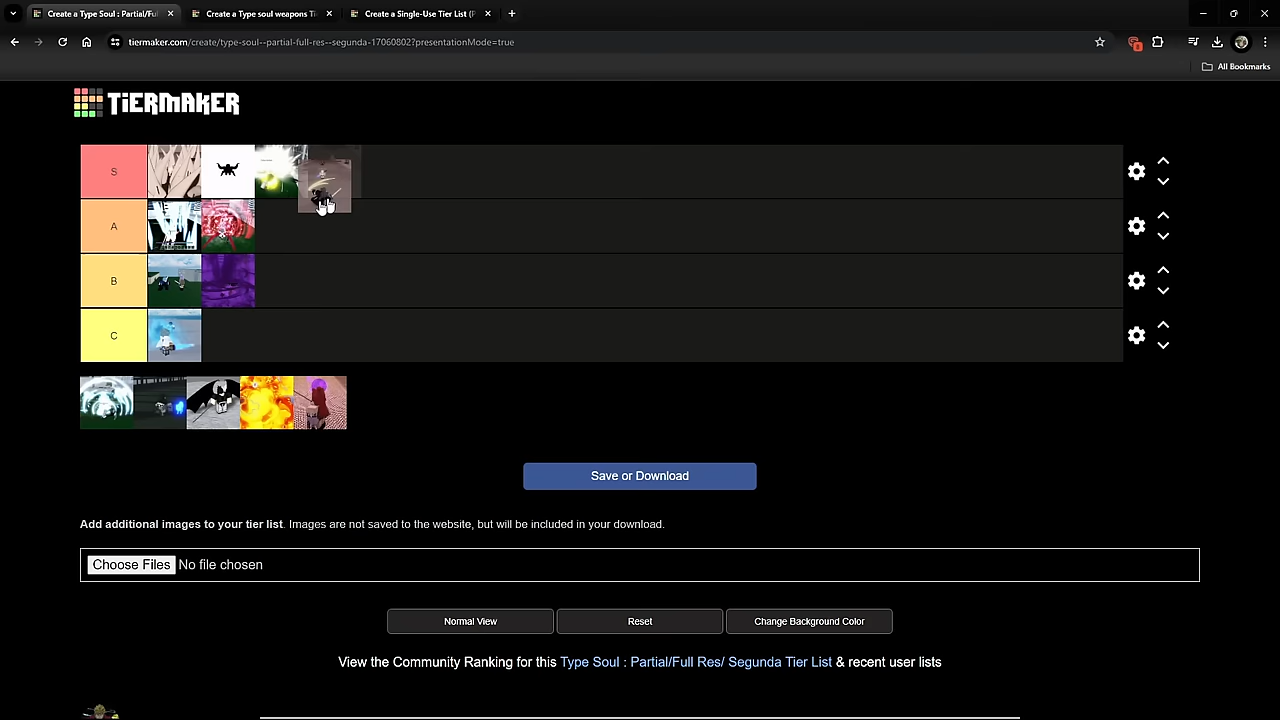 Create a Type Soul : Partial/Ful
Create a Type soul weapons Ti
Create a Single-Use Tier List (P
tiermaker.com/create/type-soul--partial-full-res--segunda-17060802?presentationMode=true
All Bookmarks
TiERMAKER
S
A
B
C
Save or Download
Add additional images to your tier list. Images are not saved to the website, but will be included in your download.
Choose Files No file chosen
Normal View
Reset
Change Background Color
View the Community Ranking for this Type Soul : Partial/Full Res/ Segunda Tier List & recent user lists